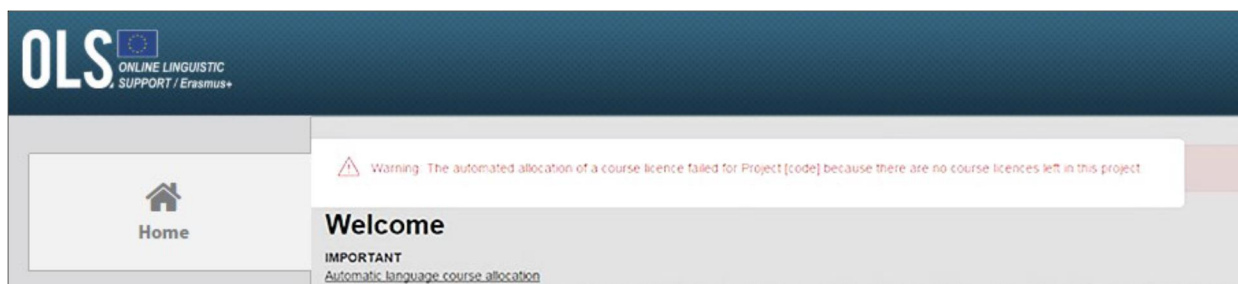 OLS
ONLINE LINGUISTIC
SUPPORT / Erasmus+
Warning: The automated allocation of a course licence failed for Project [code] because there are no course licences left in this project.
Home
Welcome
IMPORTANT
Automatic language course allocation